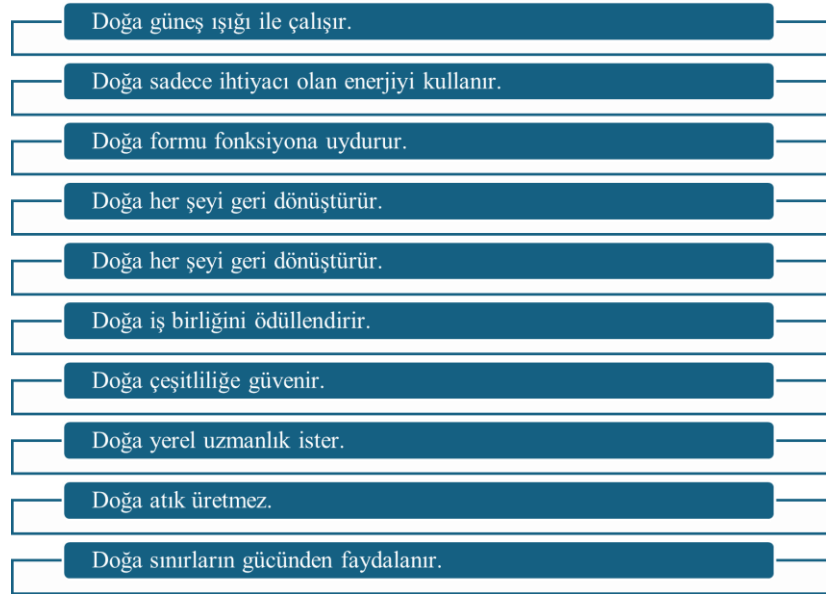 Doğa güneş ışığı ile çalışır.
Doğa sadece ihtiyacı olan enerjiyi kullanır.
Doğa formu fonksiyona uydurur.
Doğa her şeyi geri dönüştürür.
Doğa her şeyi geri dönüştürür.
Doğa iş birliğini ödüllendirir.
Doğa çeşitliliğe güvenir.
Doğa yerel uzmanlık ister.
Doğa atık üretmez.
Doğa sınırların gücünden faydalanır.